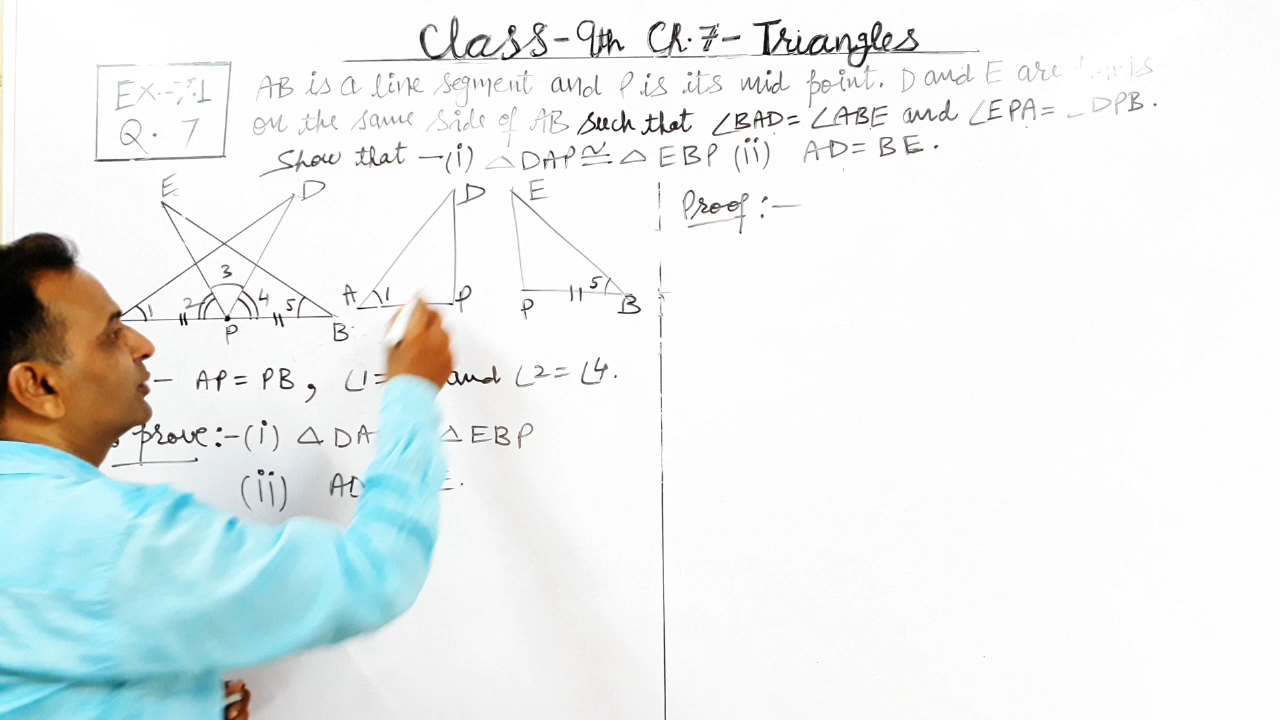 Class-9th Ch.7- Triangles
Ex.-7.1
Q. 7
AB is a line segment and P is its mid point. D and E are
on the same side of AB such that ∠BAD = ∠ABE and ∠EPA = ∠DPB.
Show that -(i) △DAP ≅ △EBP (ii) AD = BE.
E D
3
1 2 4 5
P B
D
A 1 P
E
P 5 B
Proof :-
- AP = PB, ∠1= and ∠2 = ∠4.
prove:-(i) △DA △EBP
(ii) AD .